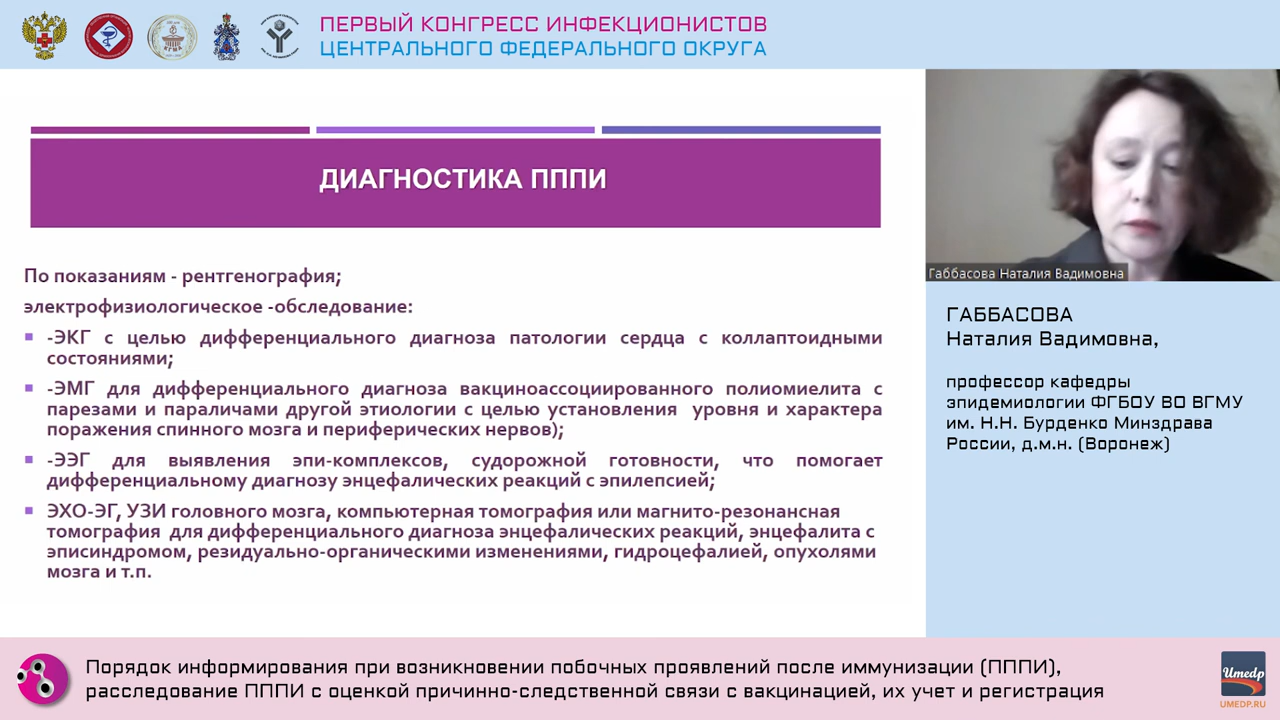 ПЕРВЫЙ КОНГРЕСС ИНФЕКЦИОНИСТОВ
ЦЕНТРАЛЬНОГО ФЕДЕРАЛЬНОГО ОКРУГА
ДИАГНОСТИКА ПППИ
По показаниям - рентгенография;
электрофизиологическое -обследование:
-ЭКГ с целью дифференциального диагноза патологии сердца с коллаптоидными
состояниями;
-ЭМГ для дифференциального диагноза вакциноассоциированного полиомиелита с
парезами и параличами другой этиологии с целью установления уровня и характера
поражения спинного мозга и периферических нервов);
-ЭЭГ для выявления эпи-комплексов, судорожной готовности, что помогает
дифференциальному диагнозу энцефалических реакций с эпилепсией;
ЭХО-ЭГ, УЗИ головного мозга, компьютерная томография или магнито-резонансная
томография для дифференциального диагноза энцефалических реакций, энцефалита с
эписиндромом, резидуально-органическими изменениями, гидроцефалией, опухолями
мозга и т.п.
Габбасова Наталия Вадимовна
ГАББАСОВА
Наталия Вадимовна,
профессор кафедры
эпидемиологии ФГБОУ ВО ВГМУ
им. Н.Н. Бурденко Минздрава
России, д.м.н. (Воронеж)
Порядок информирования при возникновении побочных проявлений после иммунизации (ПППИ),
расследование ПППИ с оценкой причинно-следственной связи с вакцинацией, их учет и регистрация
Umedp
UMEDP.RU